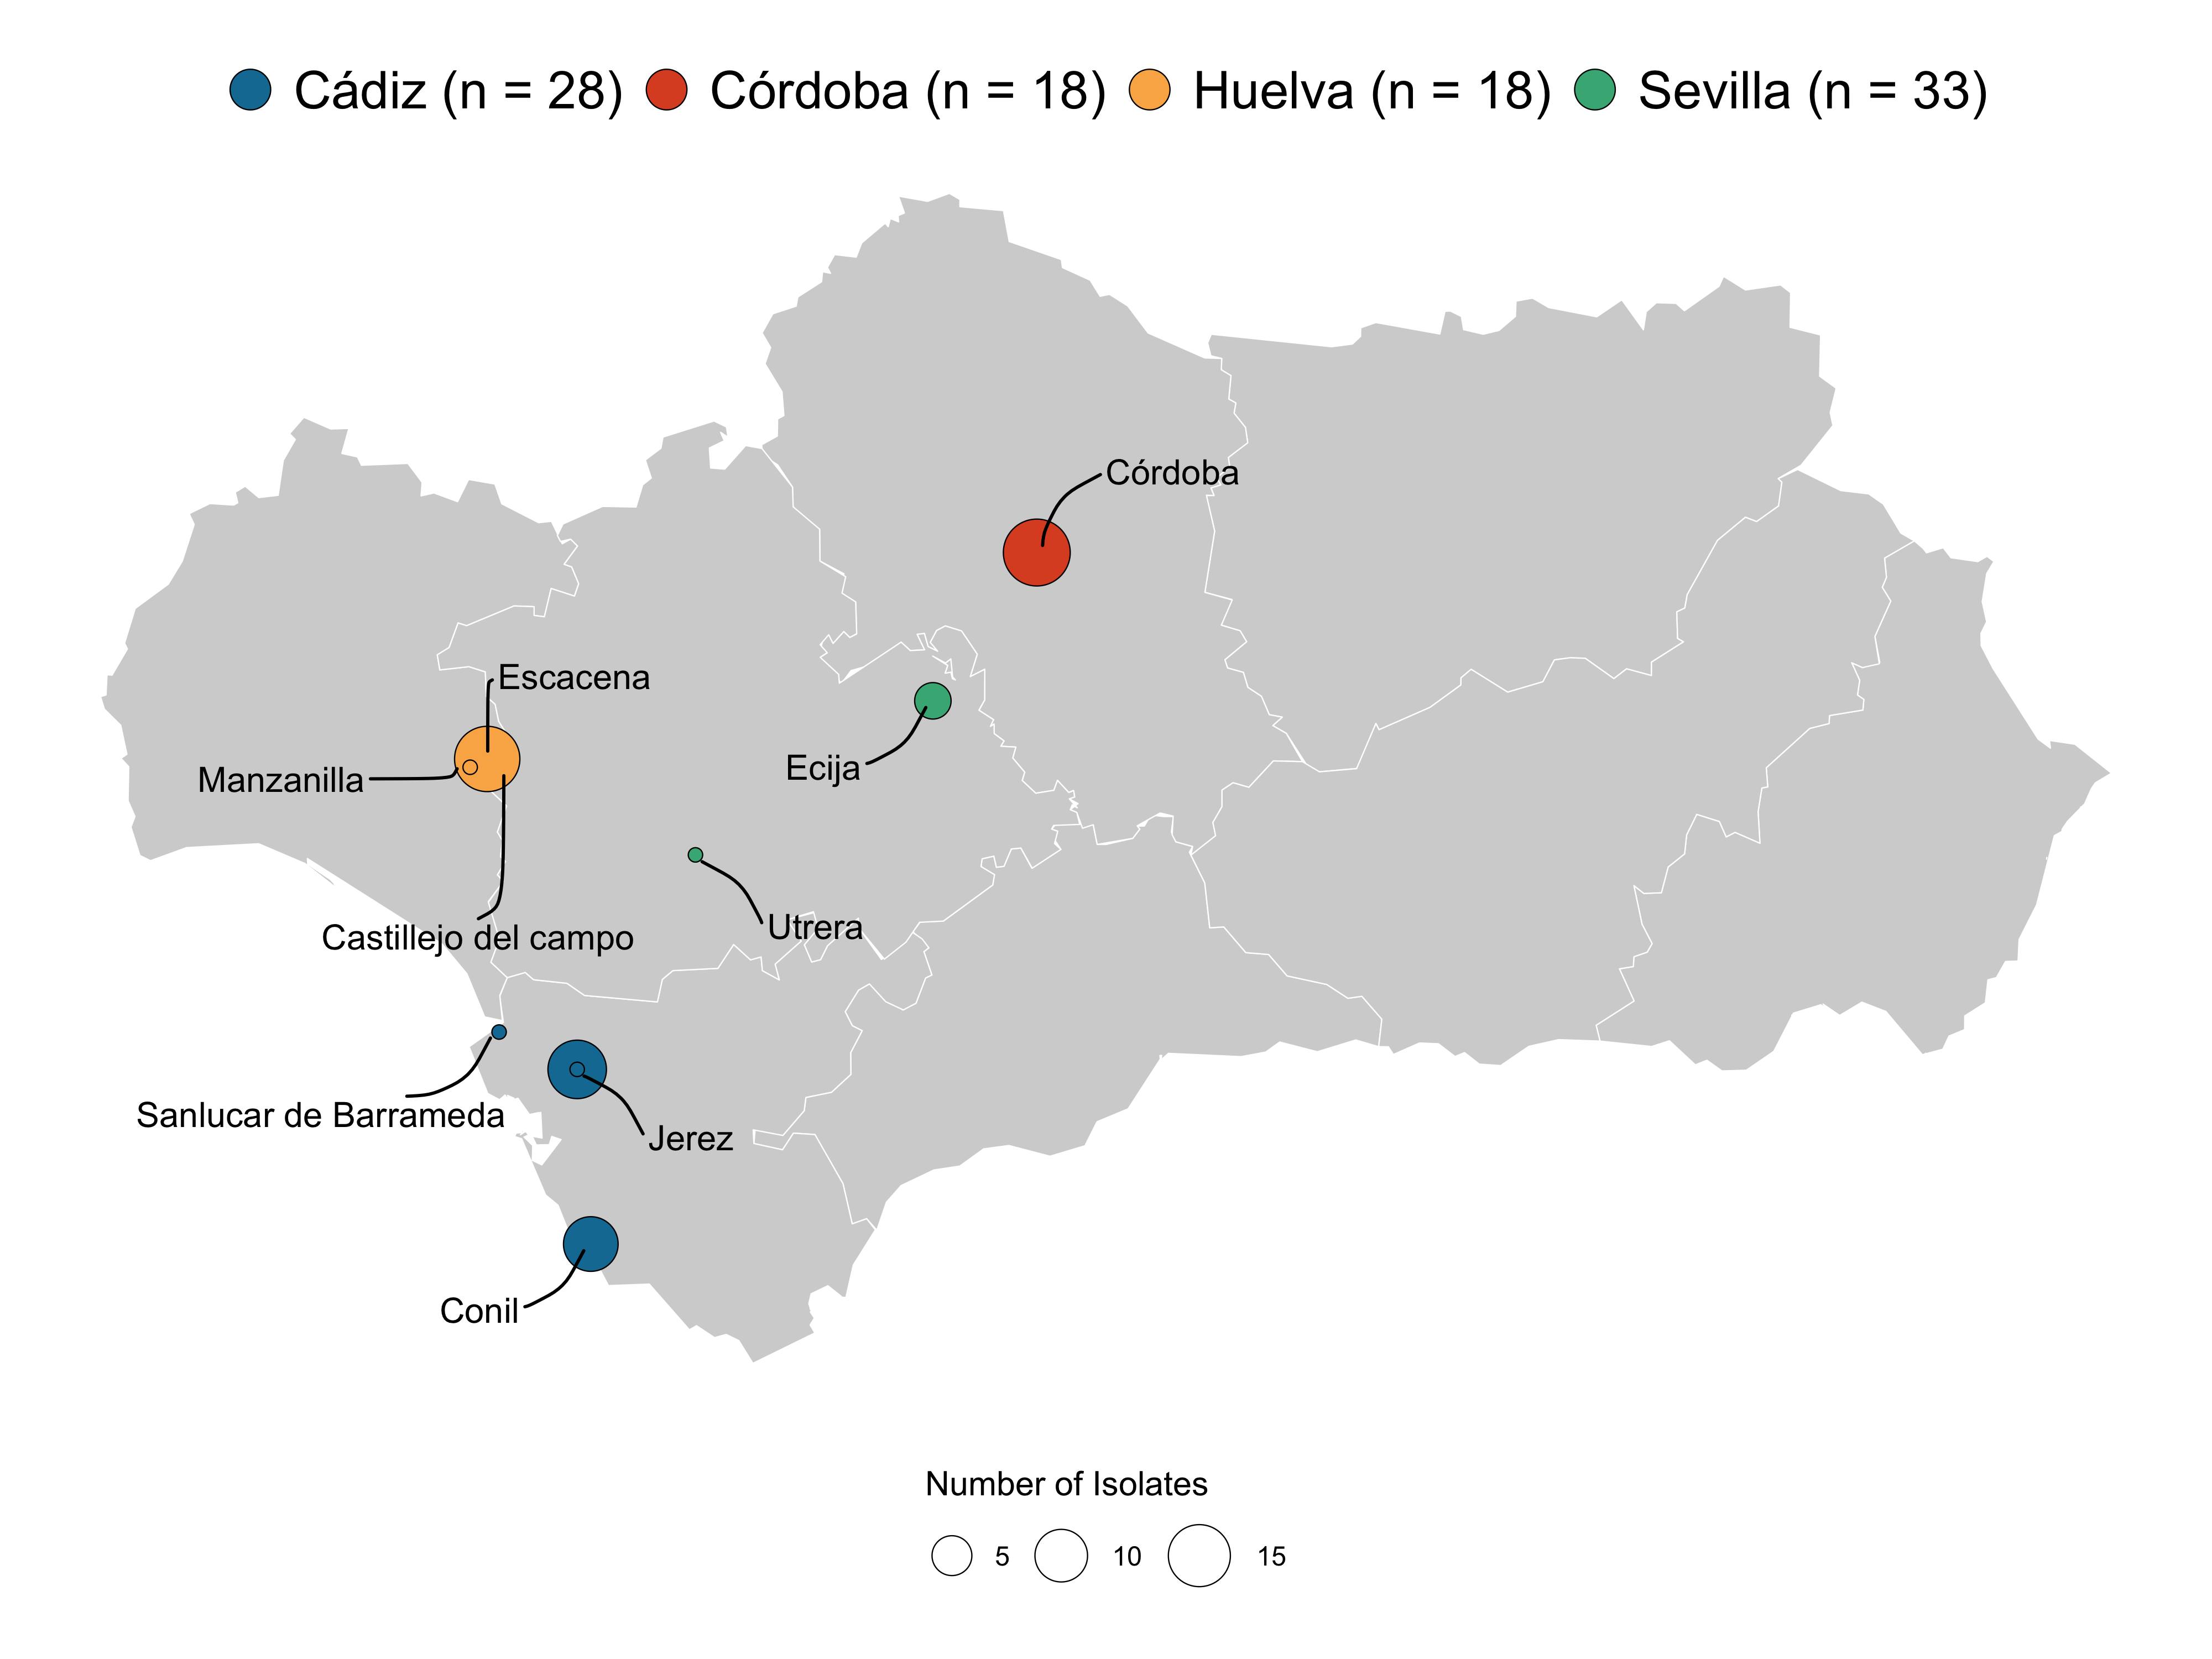 Cádiz (n = 28) Córdoba (n = 18) Huelva (n = 18) Sevilla (n = 33)
Córdoba
Escacena
Manzanilla
Ecija
Utrera
Castillejo del campo
Sanlucar de Barrameda
Jerez
Conil
Number of Isolates
5 10 15